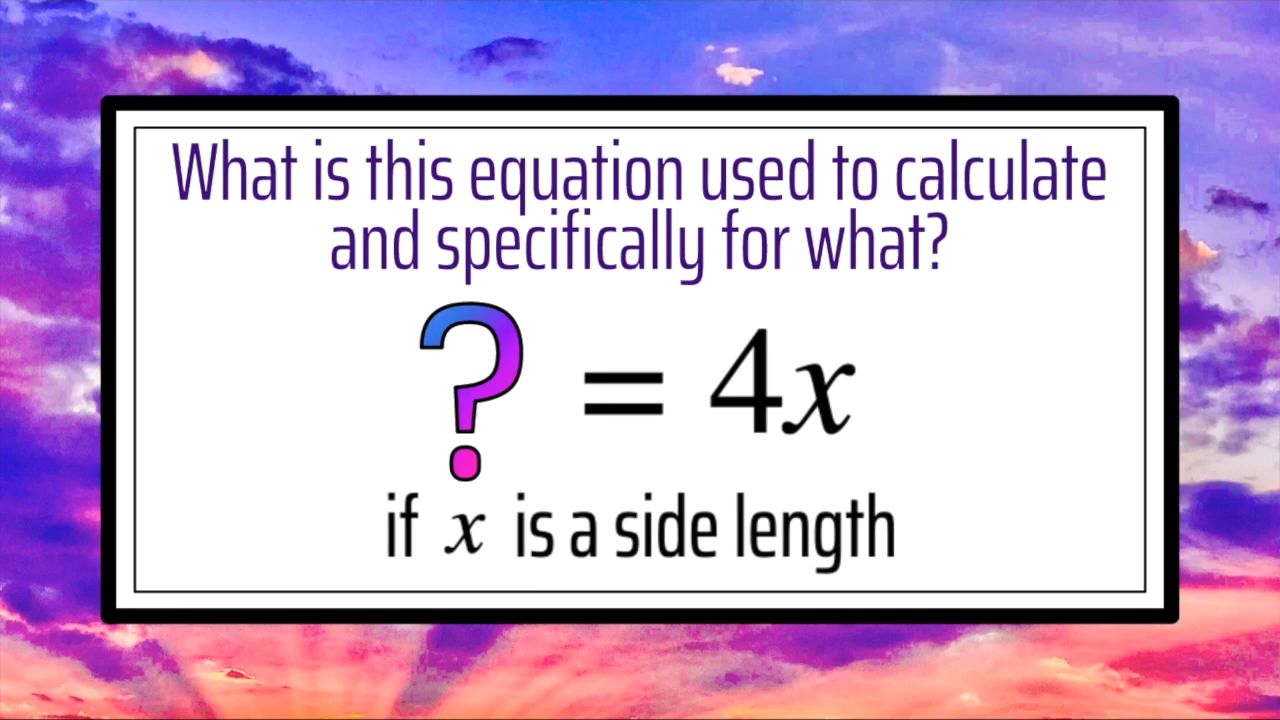 What is this equation used to calculate
and specifically for what?
? = 4x
if x is a side length